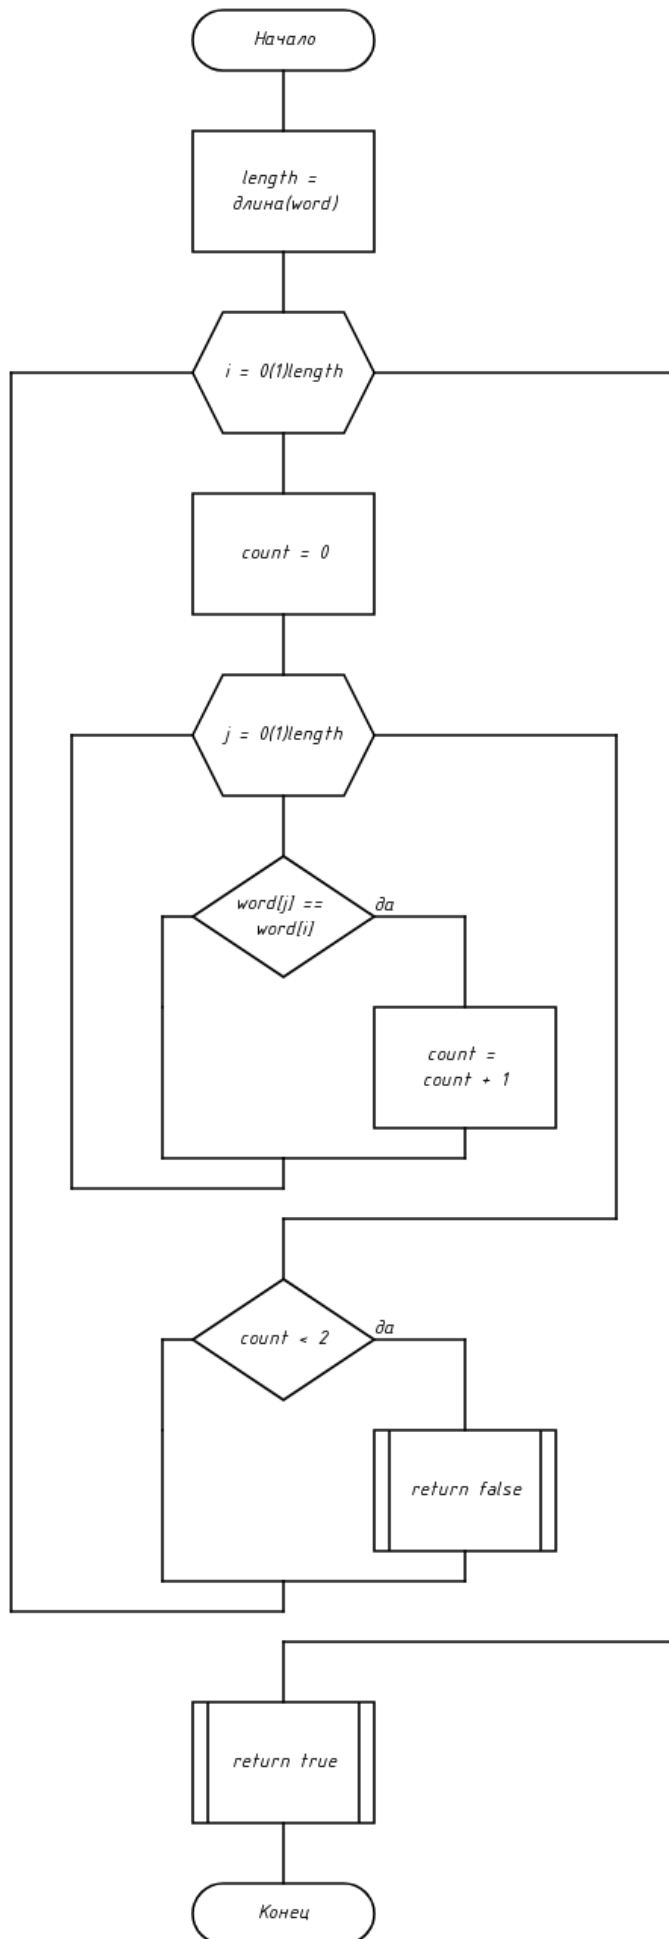 Начало
length =
длина(word)
i = 0(1)length
count = 0
j = 0(1)length
word[j] ==
word[i]
да
count =
count + 1
count < 2
да
return false
return true
Конец